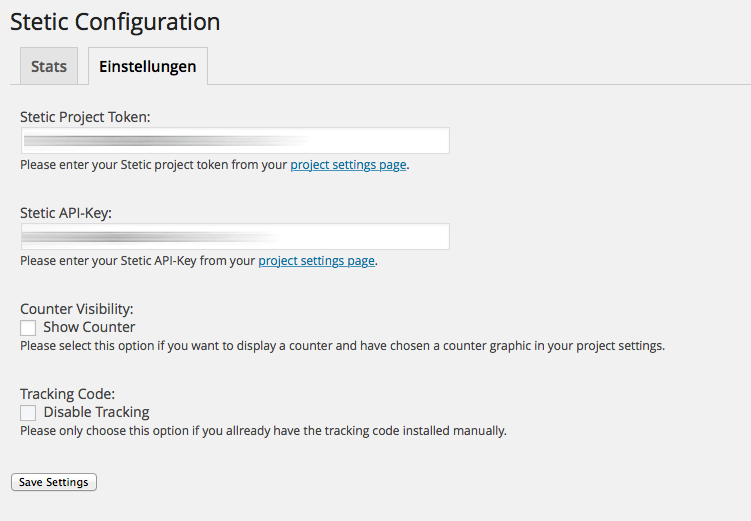 Stetic Configuration
Stats
Einstellungen
Stetic Project Token:
Please enter your Stetic project token from your project settings page.
Stetic API-Key:
Please enter your Stetic API-Key from your project settings page.
Counter Visibility:
Show Counter
Please select this option if you want to display a counter and have chosen a counter graphic in your project settings.
Tracking Code:
Disable Tracking
Please only choose this option if you allready have the tracking code installed manually.
Save Settings